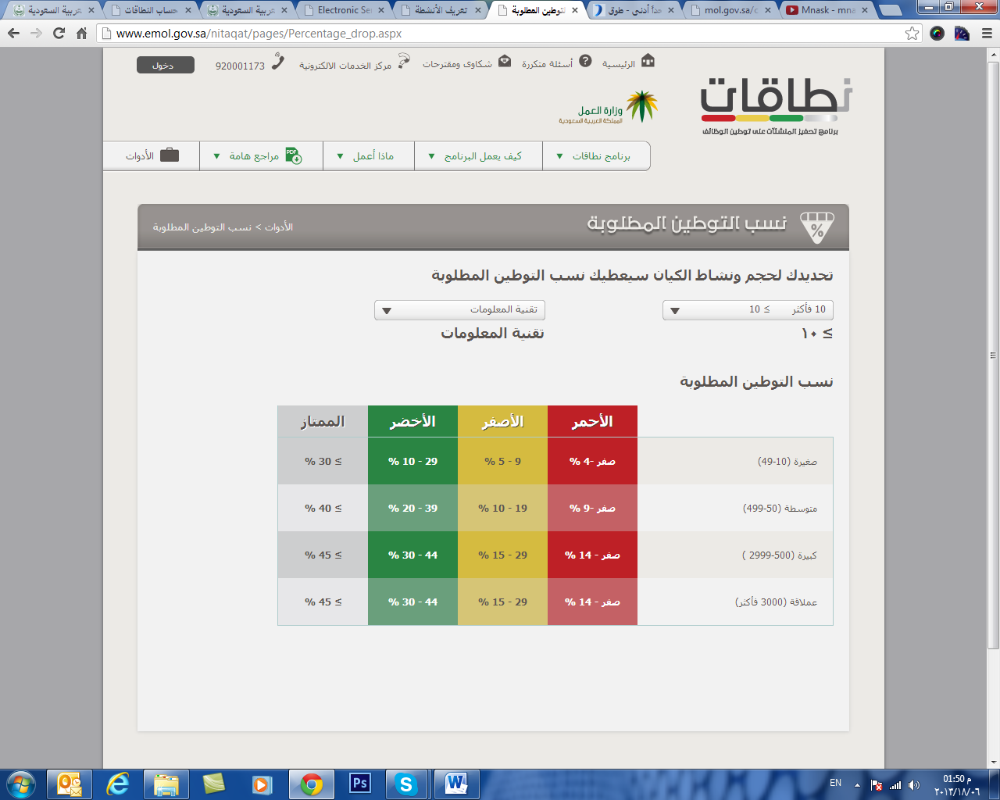 عربية السعودية
حساب النطاقات
عربية السعودية
عربية السعودية
Electronic Se
تعريف الأنشطة
لتوطين المطلوبة
حداً أدنى - طوق
mol.gov.sa/c
Mnask - mna
www.emol.gov.sa/nitaqat/pages/Percentage_drop.aspx
الرئيسية
أسئلة متكررة
شكاوى ومقترحات
مركز الخدمات الالكترونية
920001173
دخول
نطاقات
برنامج تحفيز المنشآت على توطين الوظائف
وزارة العمل
المملكة العربية السعودية
برنامج نطاقات
كيف يعمل البرنامج
ماذا أعمل
مراجع هامة
PDF
الأدوات
% نسب التوطين المطلوبة
الأدوات > نسب التوطين المطلوبة
تحديدك لحجم ونشاط الكيان سيعطيك نسب التوطين المطلوبة
10 فأكثر ≥ 10
تقنية المعلومات
≥ ١٠
تقنية المعلومات
نسب التوطين المطلوبة
الأحمر الأصفر الأخضر الممتاز
صغيرة (10-49) صفر -4 % 9 - 5 % 29 - 10 % ≥ 30 %
متوسطة (50-499) صفر -9 % 19 - 10 % 39 - 20 % ≥ 40 %
كبيرة (500-2999 ) صفر - 14 % 29 - 15 % 44 - 30 % ≥ 45 %
عملاقة (3000 فأكثر) صفر - 14 % 29 - 15 % 44 - 30 % ≥ 45 %
Ps
EN
01:50 م
٢٠١٣/١٨/٠٦